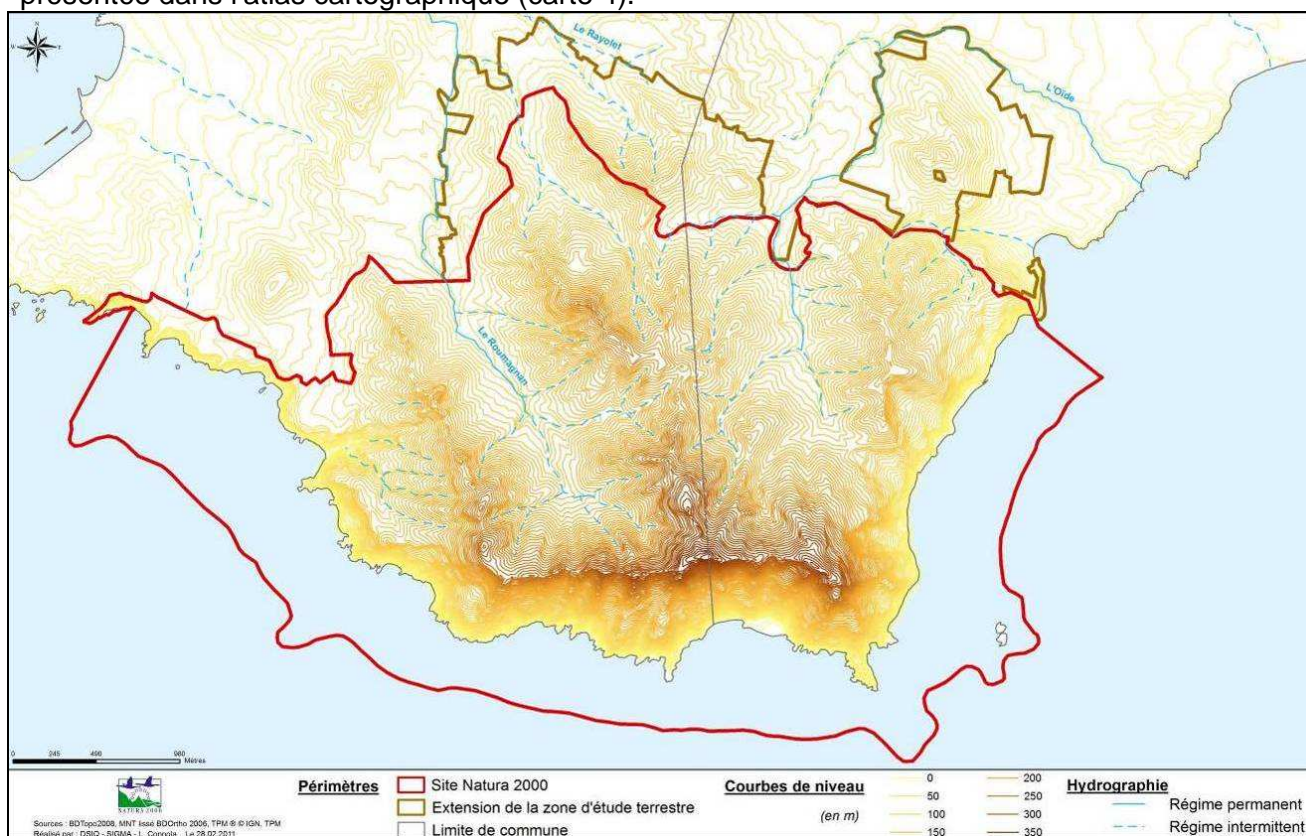 présentée dans l'atlas cartographique (carte 4).
N
Le Rayolet
L'Oïde
Le Roumagnan
0 245 490 980
Mètres
NATURA 2000
Périmètres
Site Natura 2000
Extension de la zone d'étude terrestre
Limite de commune
Courbes de niveau
(en m)
0
50
100
150
200
250
300
350
Hydrographie
Régime permanent
Régime intermittent
Sources : BDTopo2008, MNT lissé BDOrtho 2006, TPM ® © IGN, TPM
Réalisé par : DSIO - SIGMA - L. Coppola Le 28.02.2011